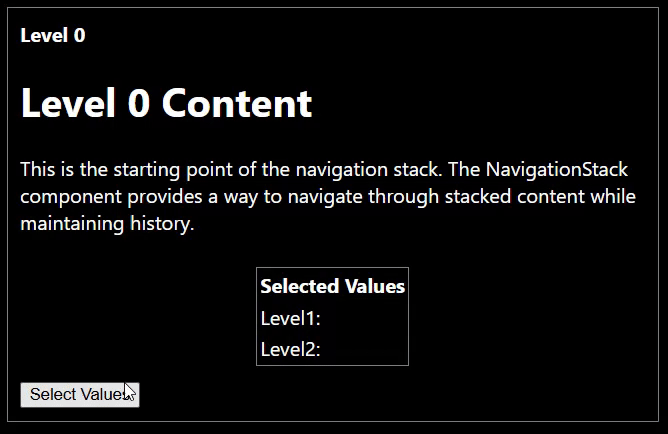 Level 0
Level 0 Content
This is the starting point of the navigation stack. The NavigationStack
component provides a way to navigate through stacked content while
maintaining history.
Selected Values
Level1:
Level2:
Select Values